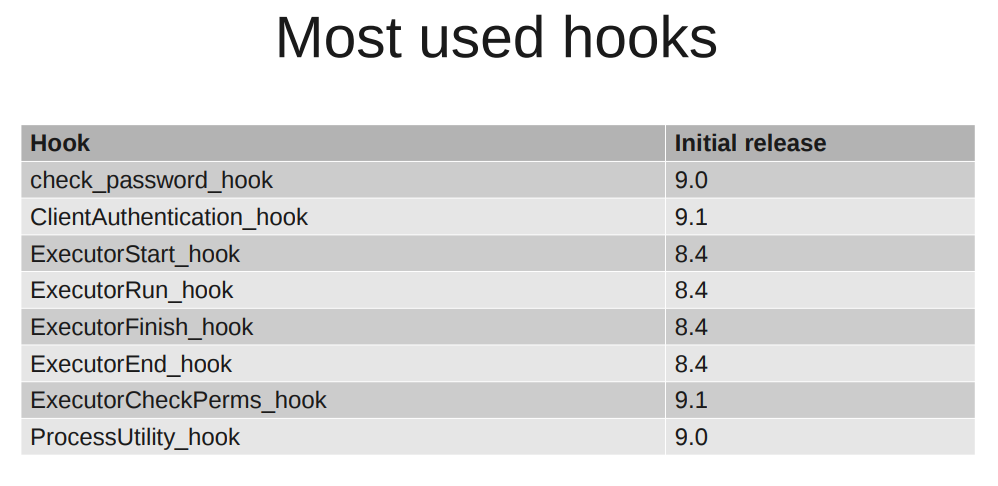 Most used hooks
Hook Initial release
check_password_hook 9.0
ClientAuthentication_hook 9.1
ExecutorStart_hook 8.4
ExecutorRun_hook 8.4
ExecutorFinish_hook 8.4
ExecutorEnd_hook 8.4
ExecutorCheckPerms_hook 9.1
ProcessUtility_hook 9.0